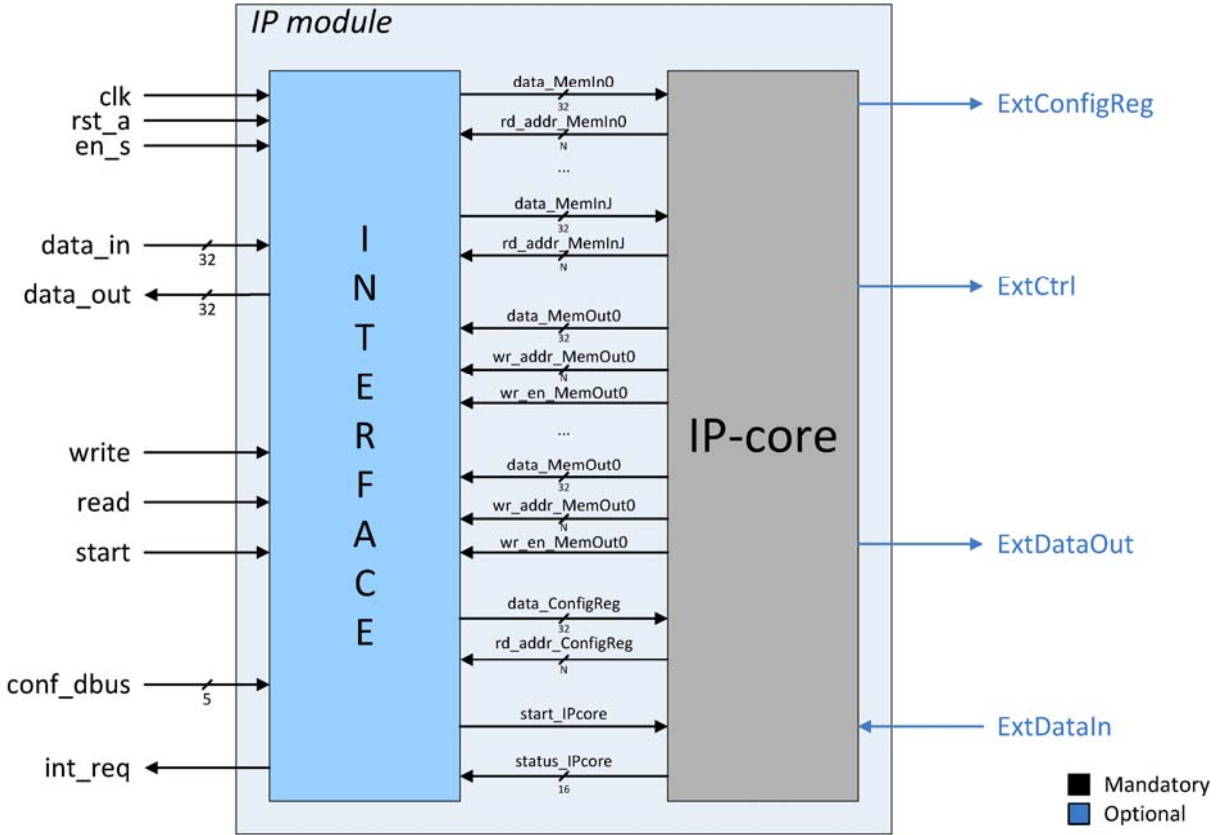 IP module
clk
rst_a
en_s
data_in
32
data_out
32
write
read
start
conf_dbus
5
int_req
I
N
T
E
R
F
A
C
E
data_MemIn0
32
rd_addr_MemIn0
N
...
data_MemInJ
32
rd_addr_MemInJ
N
data_MemOut0
32
wr_addr_MemOut0
N
wr_en_MemOut0
...
data_MemOut0
32
wr_addr_MemOut0
N
wr_en_MemOut0
data_ConfigReg
32
rd_addr_ConfigReg
N
start_IPcore
status_IPcore
16
IP-core
ExtConfigReg
ExtCtrl
ExtDataOut
ExtDataIn
Mandatory
Optional